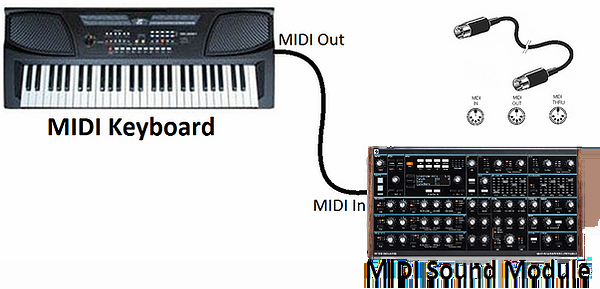 MIDI Out
MIDI Keyboard
MIDI
IN
MIDI
OUT
MIDI
THRU
MIDI In
MIDI Sound Module